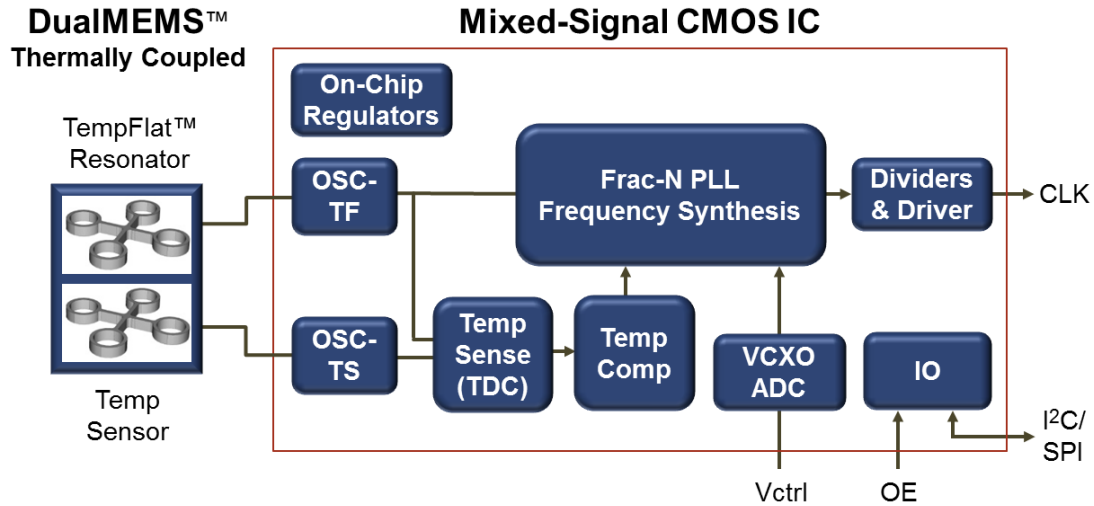 DualMEMS™
Thermally Coupled
Mixed-Signal CMOS IC
TempFlat™
Resonator
On-Chip
Regulators
OSC-
TF
Frac-N PLL
Frequency Synthesis
Dividers
& Driver
CLK
OSC-
TS
Temp
Sense
(TDC)
Temp
Comp
VCXO
ADC
IO
Temp
Sensor
I²C/
SPI
Vctrl
OE